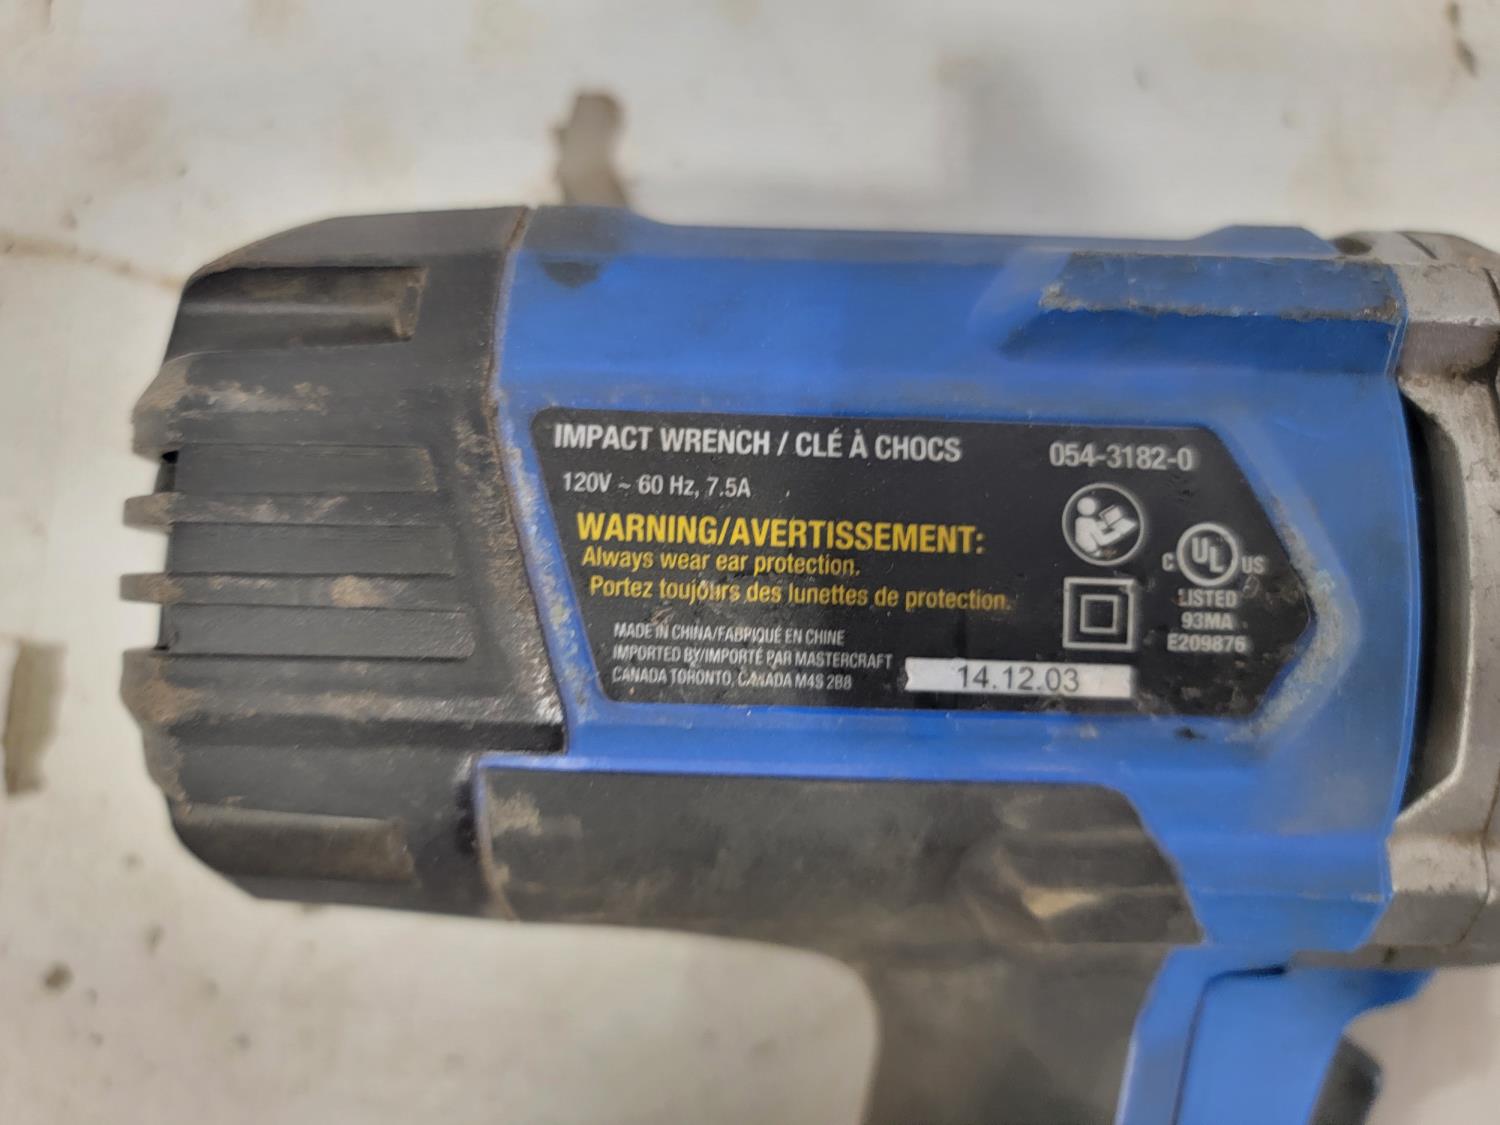 IMPACT WRENCH / CLÉ À CHOCS
054-3182-0
120V ~ 60 Hz, 7.5A
WARNING/AVERTISSEMENT:
Always wear ear protection.
Portez toujours des lunettes de protection.
C UL US
LISTED
93MA
E209876
MADE IN CHINA/FABRIQUÉ EN CHINE
IMPORTED BY/IMPORTÉ PAR MASTERCRAFT
CANADA TORONTO, CANADA M4S 2B8
14.12.03